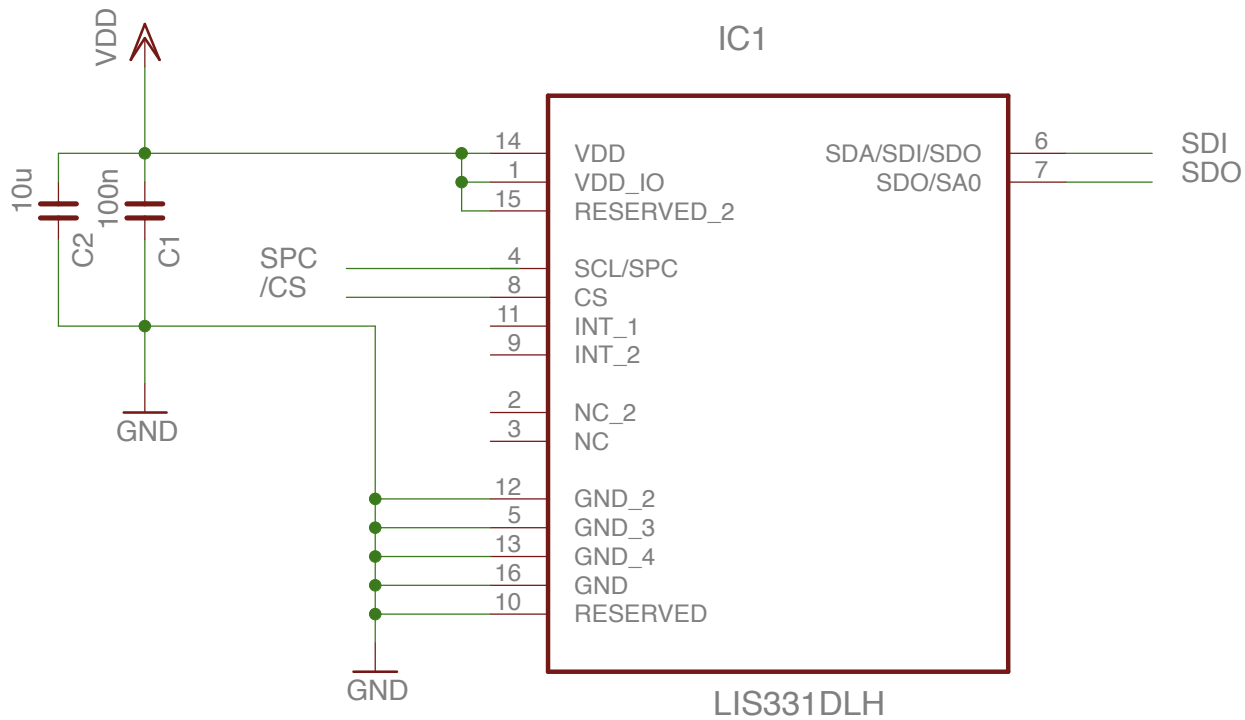 IC1
VDD
10u
C2
100n
C1
GND
SPC
/CS
14 VDD
1 VDD_IO
15 RESERVED_2
4 SCL/SPC
8 CS
11 INT_1
9 INT_2
2 NC_2
3 NC
12 GND_2
5 GND_3
13 GND_4
16 GND
10 RESERVED
GND
SDA/SDI/SDO 6 SDI
SDO/SA0 7 SDO
LIS331DLH